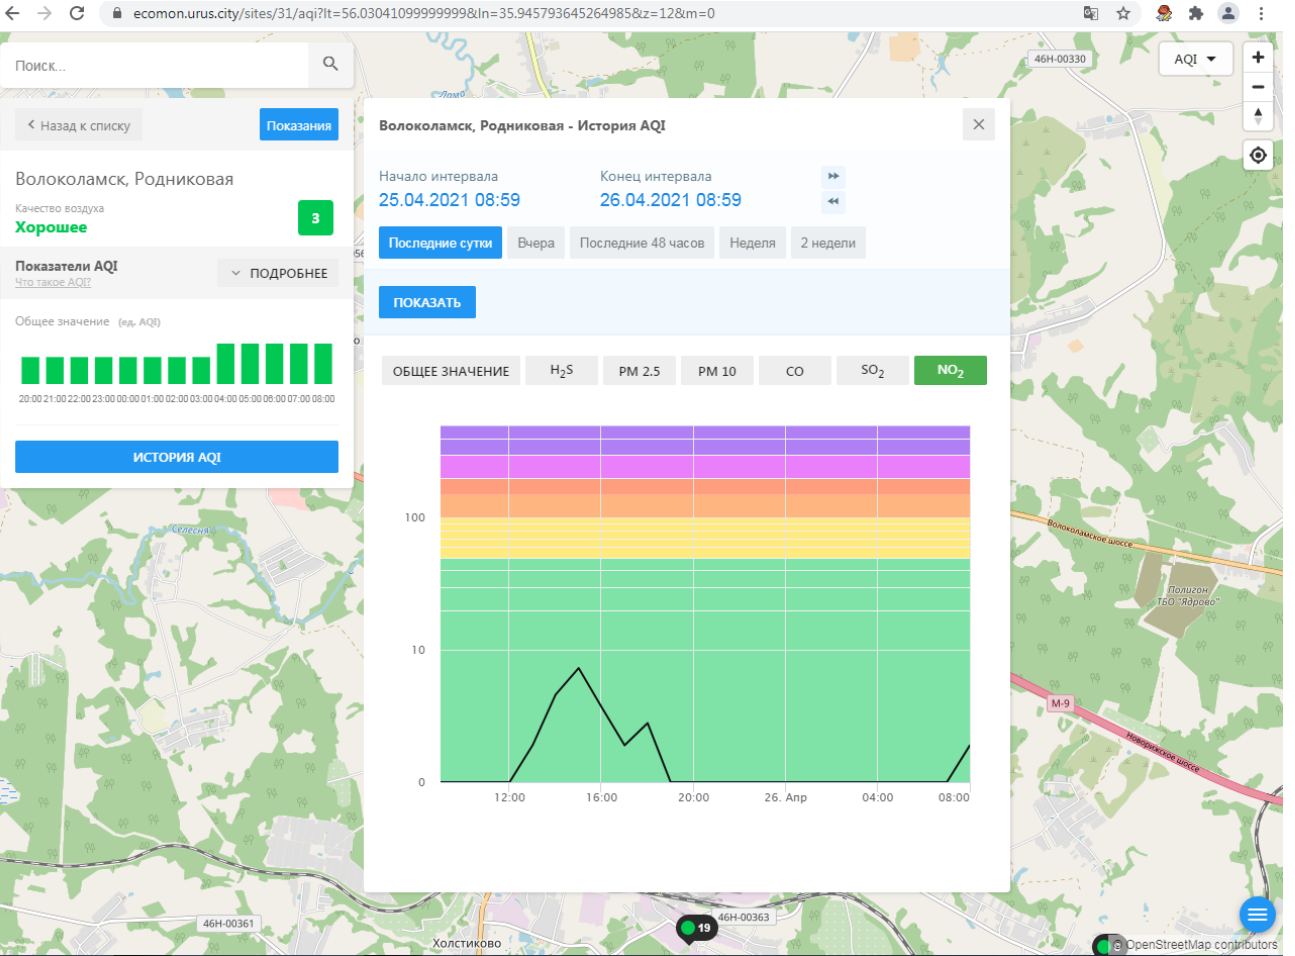 ecomon.urus.city/sites/31/aqi?lt=56.03041099999999&ln=35.945793645264985&z=12&m=0
Поиск...
46Н-00330
AQI
Назад к списку
Показания
Волоколамск, Родниковая - История AQI
Волоколамск, Родниковая
Качество воздуха
Хорошее
3
Начало интервала
Конец интервала
25.04.2021 08:59
26.04.2021 08:59
Последние сутки
Вчера
Последние 48 часов
Неделя
2 недели
Показатели AQI
Что такое AQI?
ПОДРОБНЕЕ
ПОКАЗАТЬ
Общее значение (ед. AQI)
20:00 21:00 22:00 23:00 00:00 01:00 02:00 03:00 04:00 05:00 06:00 07:00 08:00
ИСТОРИЯ AQI
ОБЩЕЕ ЗНАЧЕНИЕ
H2S
PM 2.5
PM 10
CO
SO2
NO2
100
10
0
12:00
16:00
20:00
26. Апр
04:00
08:00
Селесня
Волоколамское шоссе
Полигон
ТБО "Ядрово"
М-9
Новорижское шоссе
46Н-00361
46Н-00363
19
Холстиково
© OpenStreetMap contributors